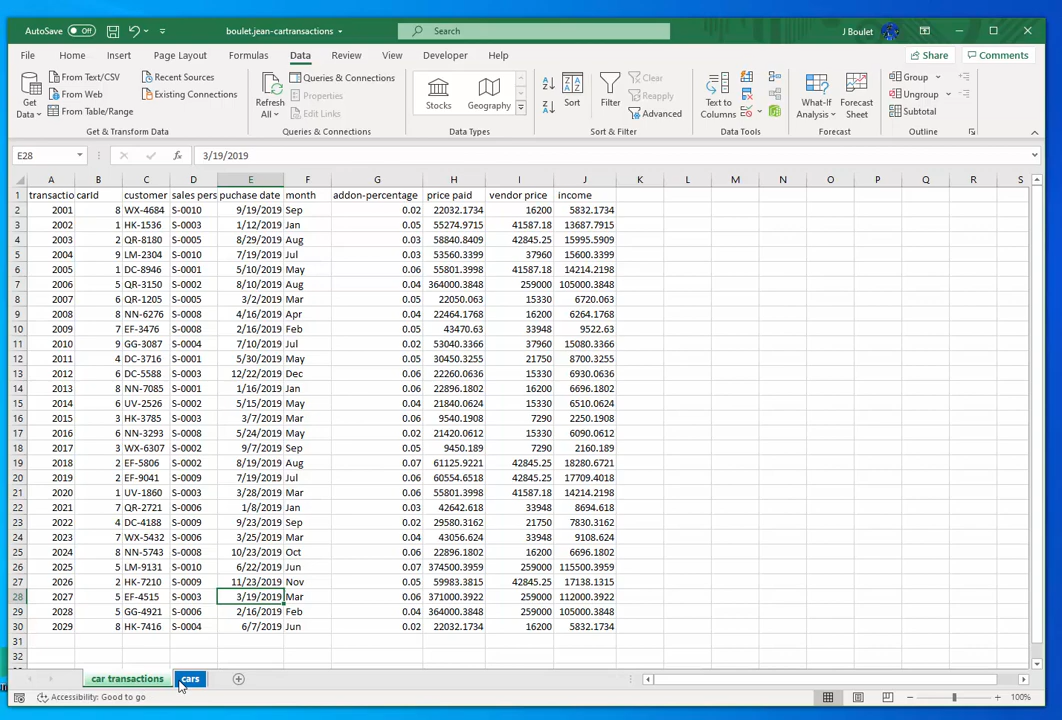 AutoSave Off boulet.jean-cartransactions Search J Boulet
File Home Insert Page Layout Formulas Data Review View Developer Help Share Comments
Get Data From Text/CSV From Web From Table/Range Recent Sources Existing Connections
Get & Transform Data
Refresh All Queries & Connections Properties Edit Links
Queries & Connections
Stocks Geography
Data Types
Sort Filter Clear Reapply Advanced
Sort & Filter
Text to Columns
Data Tools
What-If Analysis Forecast Sheet
Forecast
Group Ungroup Subtotal
Outline
E28 fx 3/19/2019
A B C D E F G H I J K L M N O P Q R S
1 transactio carId customer sales pers puchase date month addon-percentage price paid vendor price income
2 2001 8 WX-4684 S-0010 9/19/2019 Sep 0.02 22032.1734 16200 5832.1734
3 2002 1 HK-1536 S-0003 1/12/2019 Jan 0.05 55274.9715 41587.18 13687.7915
4 2003 2 QR-8180 S-0005 8/29/2019 Aug 0.03 58840.8409 42845.25 15995.5909
5 2004 9 LM-2304 S-0010 7/19/2019 Jul 0.03 53560.3399 37960 15600.3399
6 2005 1 DC-8946 S-0001 5/10/2019 May 0.06 55801.3998 41587.18 14214.2198
7 2006 5 QR-3150 S-0002 8/10/2019 Aug 0.04 364000.3848 259000 105000.3848
8 2007 6 QR-1205 S-0005 3/2/2019 Mar 0.04 22050.063 15330 6720.063
9 2008 8 NN-6276 S-0008 4/16/2019 Apr 0.04 22464.1768 16200 6264.1768
10 2009 7 EF-3476 S-0008 2/16/2019 Feb 0.05 43470.63 33948 9522.63
11 2010 9 GG-3087 S-0004 7/10/2019 Jul 0.02 53040.3366 37960 15080.3366
12 2011 4 DC-3716 S-0001 5/30/2019 May 0.06 30450.3255 21750 8700.3255
13 2012 6 DC-5588 S-0003 12/22/2019 Dec 0.06 22260.0636 15330 6930.0636
14 2013 8 NN-7085 S-0001 1/16/2019 Jan 0.06 22896.1802 16200 6696.1802
15 2014 6 UV-2526 S-0002 5/15/2019 May 0.04 21840.0624 15330 6510.0624
16 2015 3 HK-3785 S-0003 3/7/2019 Mar 0.06 9540.1908 7290 2250.1908
17 2016 6 NN-3293 S-0008 5/24/2019 May 0.02 21420.0612 15330 6090.0612
18 2017 3 WX-6307 S-0002 9/7/2019 Sep 0.05 9450.189 7290 2160.189
19 2018 2 EF-5806 S-0002 8/19/2019 Aug 0.07 61125.9221 42845.25 18280.6721
20 2019 2 EF-9041 S-0009 7/19/2019 Jul 0.06 60554.6518 42845.25 17709.4018
21 2020 1 UV-1860 S-0003 3/28/2019 Mar 0.06 55801.3998 41587.18 14214.2198
22 2021 7 QR-2721 S-0006 1/8/2019 Jan 0.03 42642.618 33948 8694.618
23 2022 4 DC-4188 S-0009 9/23/2019 Sep 0.02 29580.3162 21750 7830.3162
24 2023 7 WX-5432 S-0006 3/25/2019 Mar 0.04 43056.624 33948 9108.624
25 2024 8 NN-5743 S-0008 10/23/2019 Oct 0.06 22896.1802 16200 6696.1802
26 2025 5 LM-9131 S-0010 6/22/2019 Jun 0.07 374500.3959 259000 115500.3959
27 2026 2 HK-7210 S-0009 11/23/2019 Nov 0.05 59983.3815 42845.25 17138.1315
28 2027 5 EF-4515 S-0003 3/19/2019 Mar 0.06 371000.3922 259000 112000.3922
29 2028 5 GG-4921 S-0006 2/16/2019 Feb 0.04 364000.3848 259000 105000.3848
30 2029 8 HK-7416 S-0004 6/7/2019 Jun 0.02 22032.1734 16200 5832.1734
31
32
car transactions cars
Accessibility: Good to go 100%